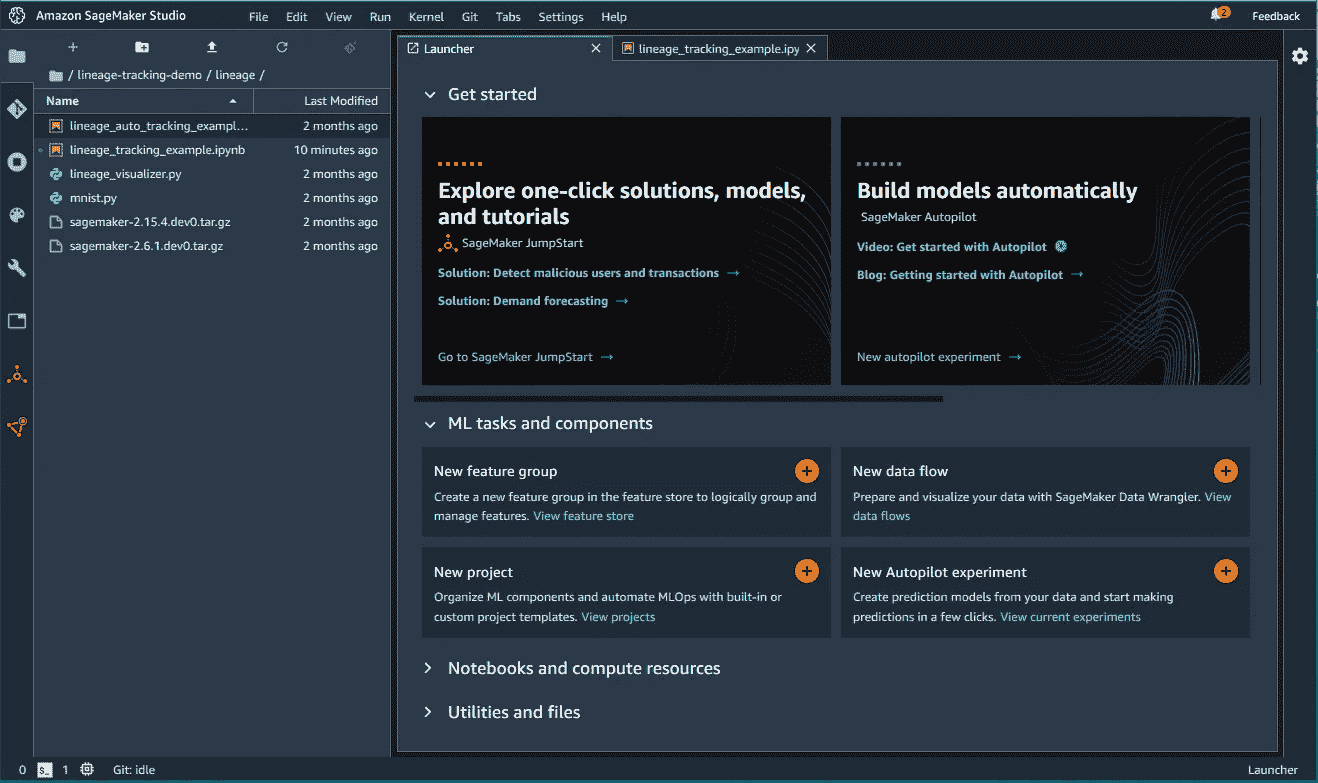 Amazon SageMaker Studio
File Edit View Run Kernel Git Tabs Settings Help
2
Feedback
/ lineage-tracking-demo / lineage /
Name Last Modified
lineage_auto_tracking_exampl... 2 months ago
lineage_tracking_example.ipynb 10 minutes ago
lineage_visualizer.py 2 months ago
mnist.py 2 months ago
sagemaker-2.15.4.dev0.tar.gz 2 months ago
sagemaker-2.6.1.dev0.tar.gz 2 months ago
Launcher
lineage_tracking_example.ipy
Get started
Explore one-click solutions, models,
and tutorials
SageMaker JumpStart
Solution: Detect malicious users and transactions →
Solution: Demand forecasting →
Go to SageMaker JumpStart →
Build models automatically
SageMaker Autopilot
Video: Get started with Autopilot
Blog: Getting started with Autopilot →
New autopilot experiment →
ML tasks and components
New feature group
Create a new feature group in the feature store to logically group and
manage features. View feature store
New data flow
Prepare and visualize your data with SageMaker Data Wrangler. View
data flows
New project
Organize ML components and automate MLOps with built-in or
custom project templates. View projects
New Autopilot experiment
Create prediction models from your data and start making
predictions in a few clicks. View current experiments
Notebooks and compute resources
Utilities and files
0 $_ 1 Git: idle
Launcher